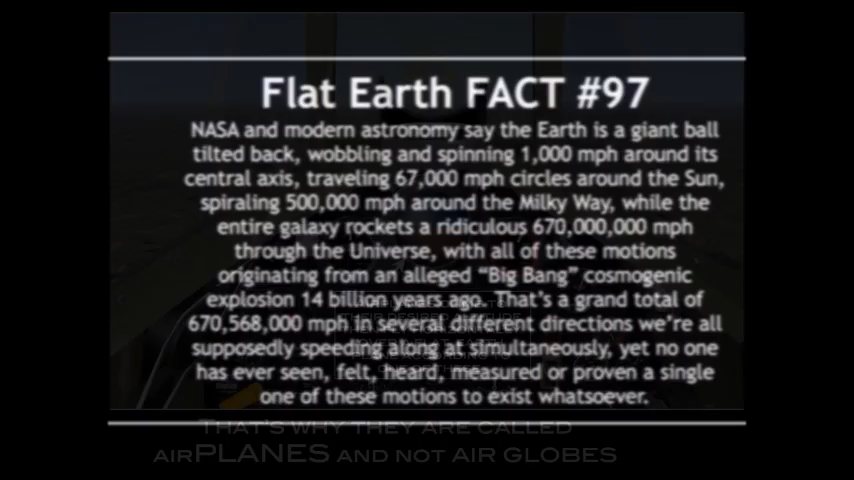 Flat Earth FACT #97
NASA and modern astronomy say the Earth is a giant ball
tilted back, wobbling and spinning 1,000 mph around its
central axis, traveling 67,000 mph circles around the Sun,
spiraling 500,000 mph around the Milky Way, while the
entire galaxy rockets a ridiculous 670,000,000 mph
through the Universe, with all of these motions
originating from an alleged “Big Bang” cosmogenic
explosion 14 billion years ago. That’s a grand total of
670,568,000 mph in several different directions we’re all
supposedly speeding along at simultaneously, yet no one
has ever seen, felt, heard, measured or proven a single
one of these motions to exist whatsoever.
THAT'S WHY THEY ARE CALLED
AIRPLANES AND NOT AIR GLOBES